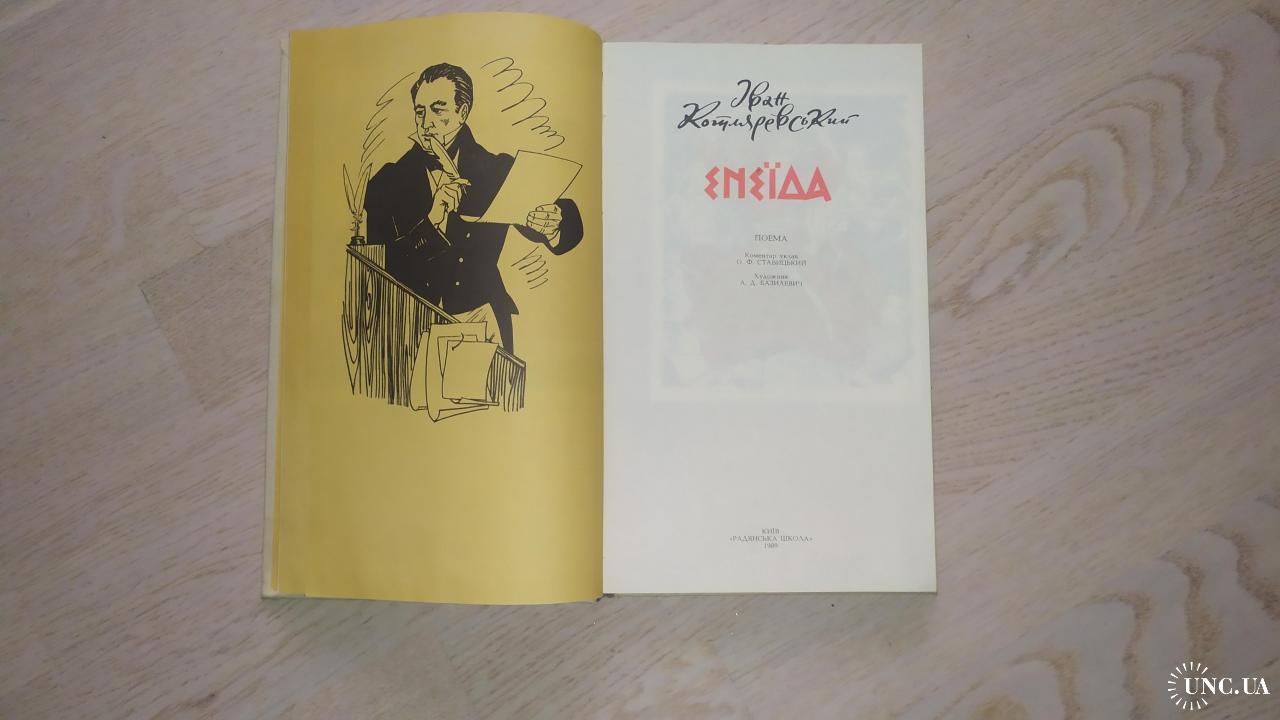 Іван
Котляревський
ЕНЕЇДА
ПОЕМА
Коментар уклав
О. Ф. СТАВИЦЬКИЙ
Художник
А. Д. БАЗИЛЕВИЧ
КИЇВ
«РАДЯНСЬКА ШКОЛА»
1989
UNC.UA